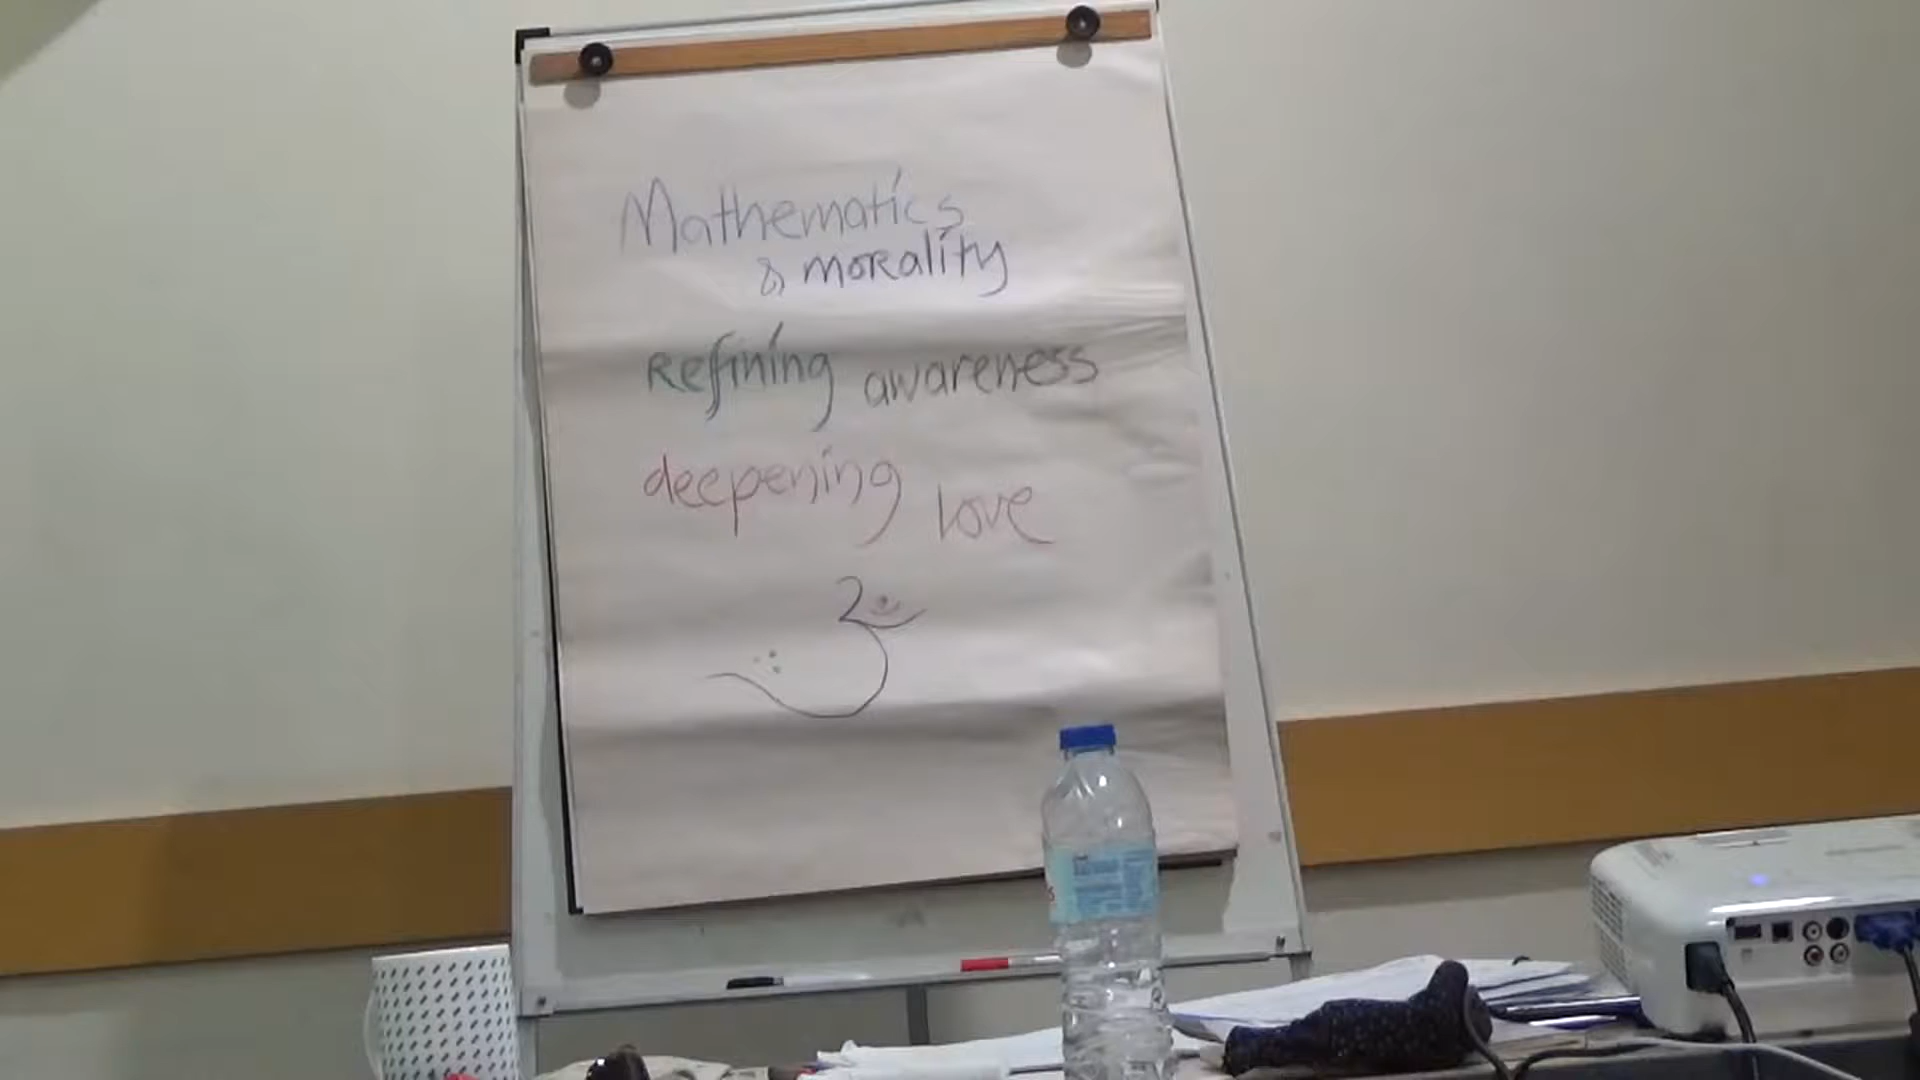 Mathematics
& morality
Refining awareness
deepening love